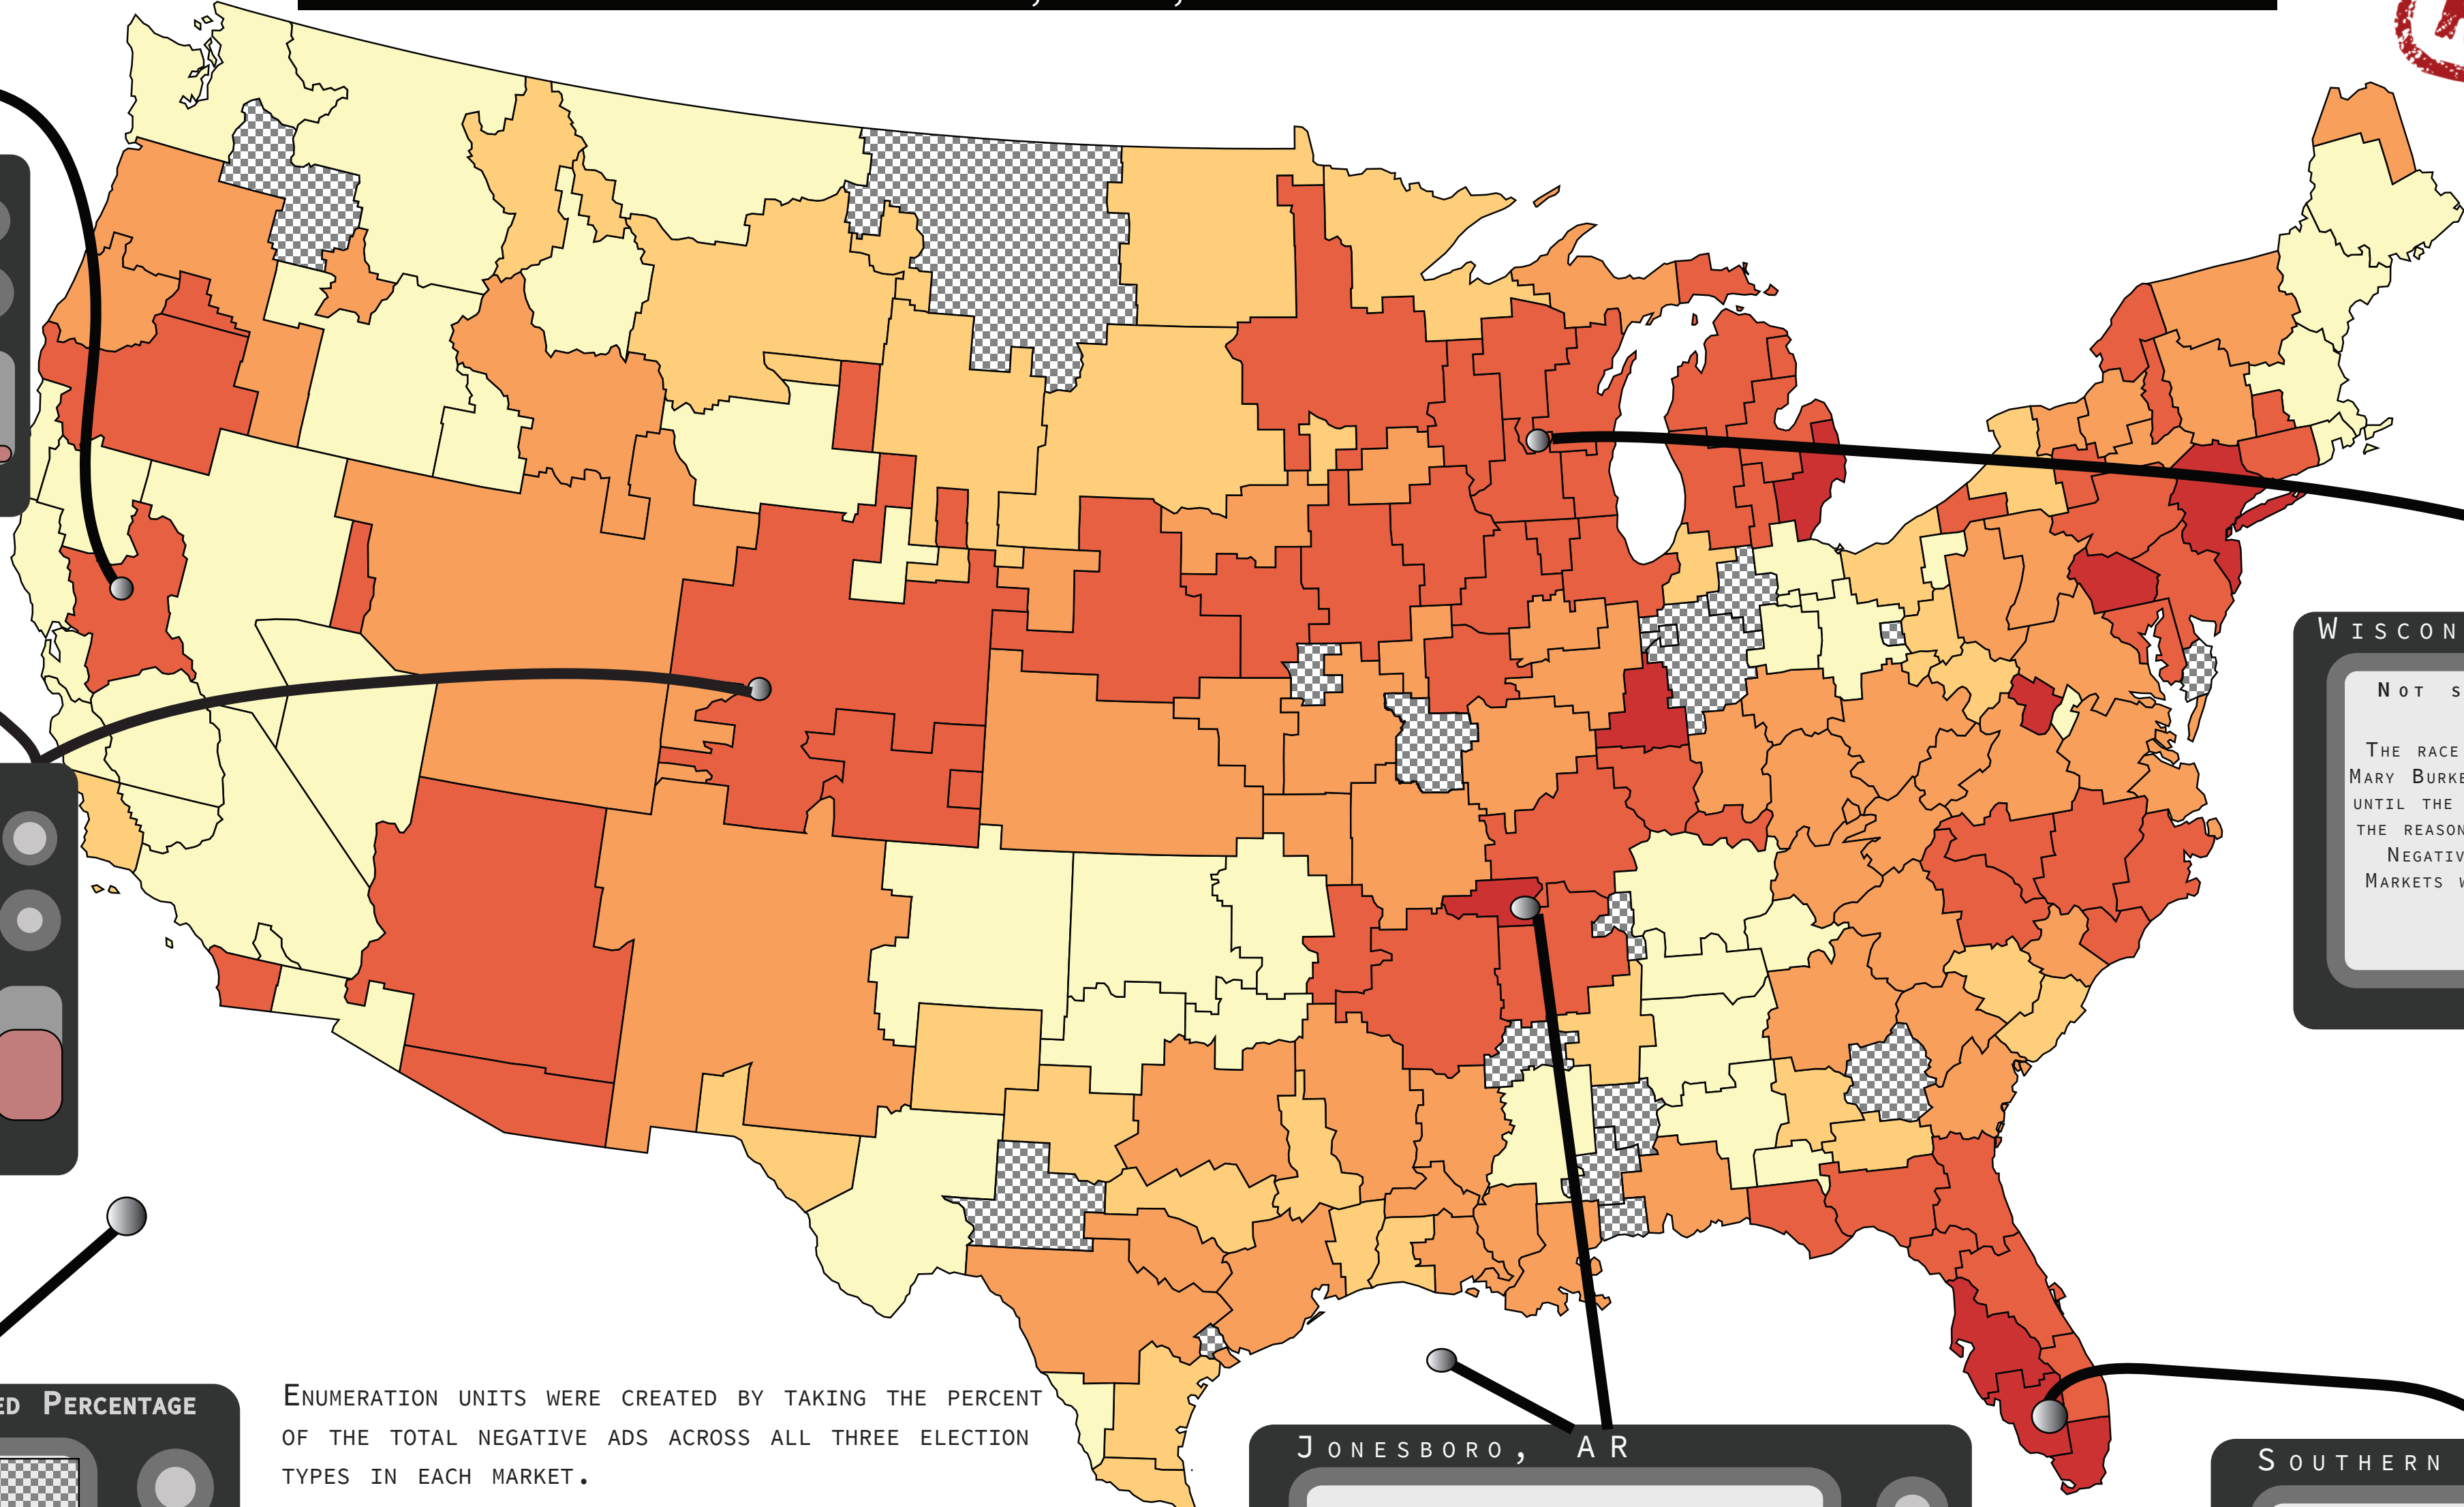 WISCON
NOT S
THE RACE
MARY BURKE
UNTIL THE
THE REASON
NEGATIV
MARKETS W
ED PERCENTAGE
ENUMERATION UNITS WERE CREATED BY TAKING THE PERCENT
OF THE TOTAL NEGATIVE ADS ACROSS ALL THREE ELECTION
TYPES IN EACH MARKET.
JONESBORO, AR
SOUTHERN